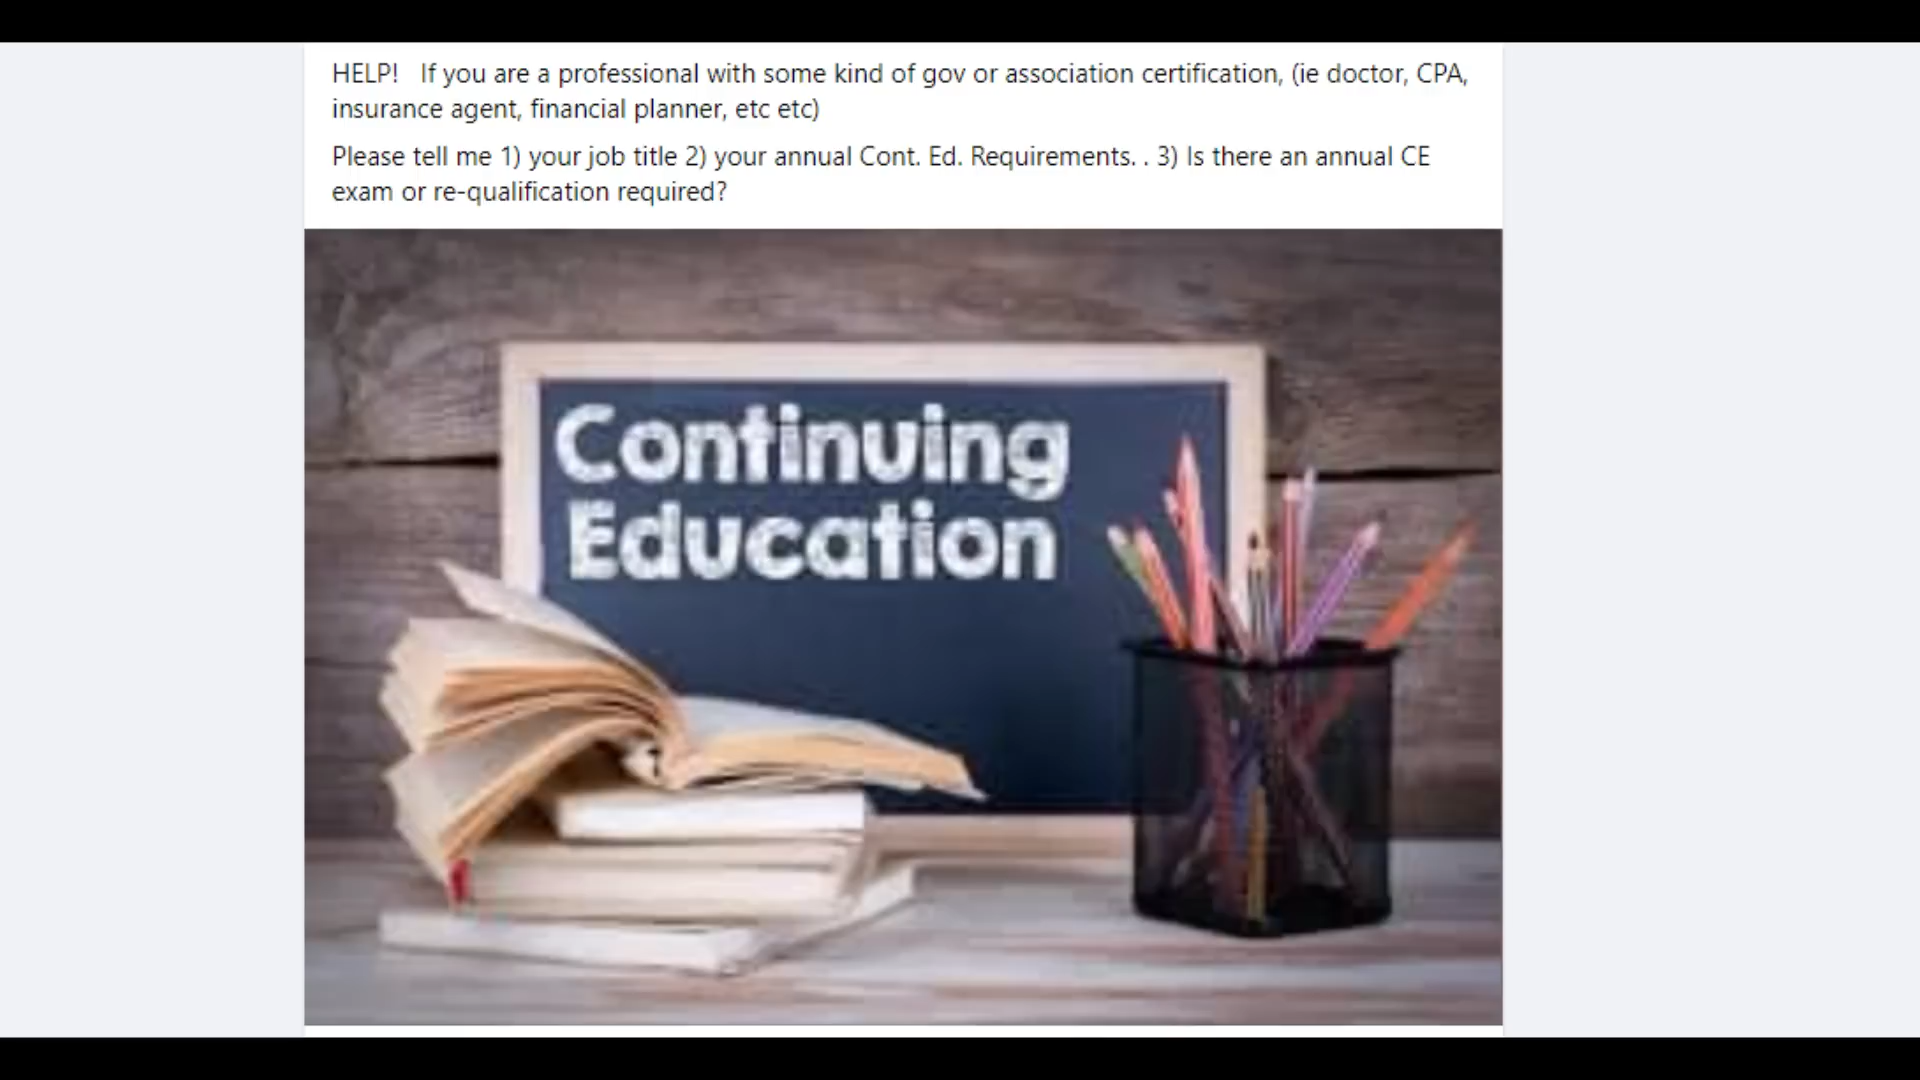 HELP!   If you are a professional with some kind of gov or association certification, (ie doctor, CPA,
insurance agent, financial planner, etc etc)
Please tell me 1) your job title 2) your annual Cont. Ed. Requirements. . 3) Is there an annual CE
exam or re-qualification required?
Continuing
Education